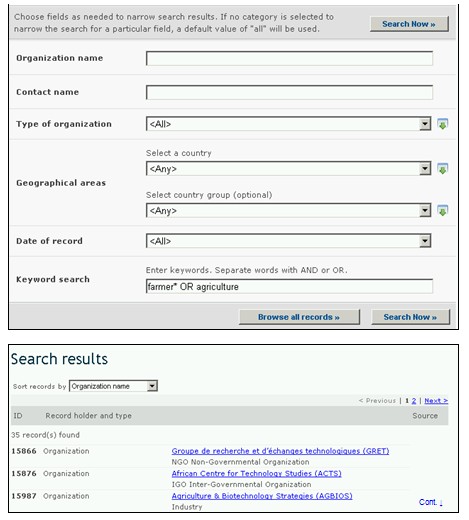 Choose fields as needed to narrow search results. If no category is selected to
narrow the search for a particular field, a default value of "all" will be used.
Search Now »
Organization name
Contact name
Type of organization
<All>
Geographical areas
Select a country
<Any>
Select country group (optional)
<Any>
Date of record
<All>
Keyword search
Enter keywords. Separate words with AND or OR.
farmer* OR agriculture
Browse all records »
Search Now »
Search results
Sort records by Organization name
< Previous | 1 2 | Next >
ID Record holder and type Source
35 record(s) found
15866 Organization Groupe de recherche et d'échanges technologiques (GRET)
NGO Non-Governmental Organization
15876 Organization African Centre for Technology Studies (ACTS)
IGO Inter-Governmental Organization
15987 Organization Agriculture & Biotechnology Strategies (AGBIOS)
Industry
Cont. ↓